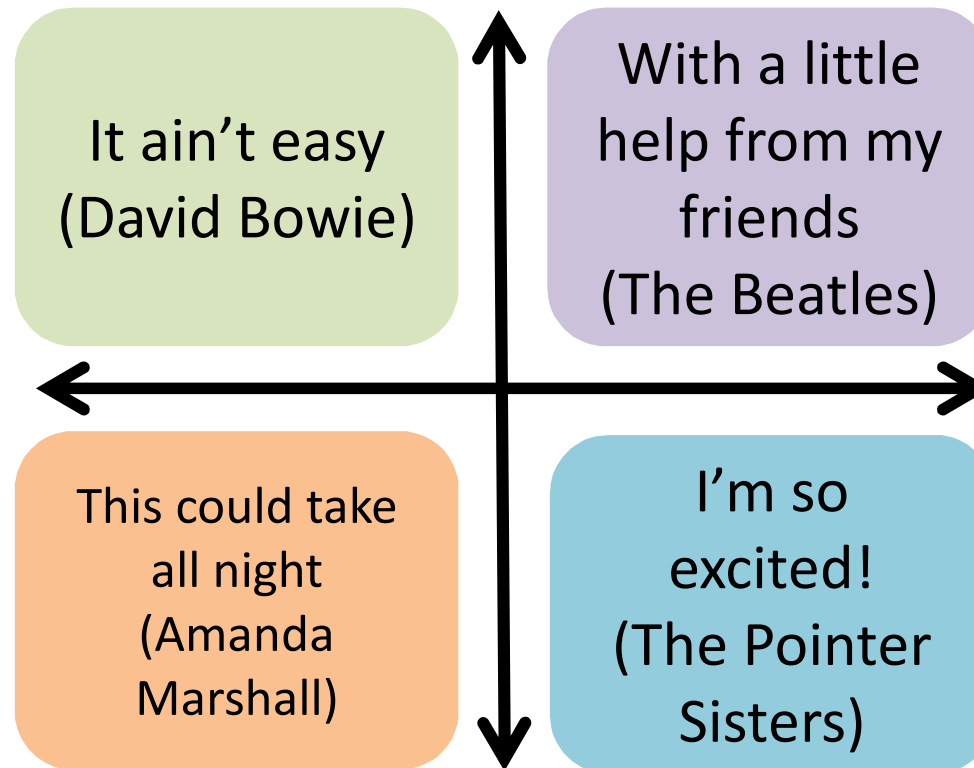 It ain’t easy
(David Bowie)
With a little
help from my
friends
(The Beatles)
This could take
all night
(Amanda
Marshall)
I’m so
excited!
(The Pointer
Sisters)